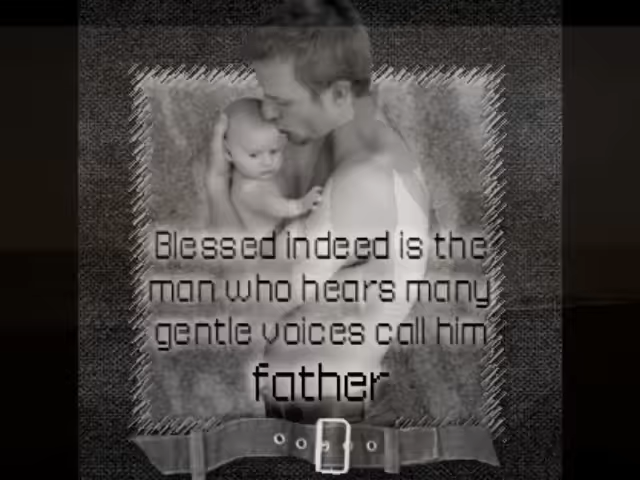 Blessed indeed is the
man who hears many
gentle voices call him
father